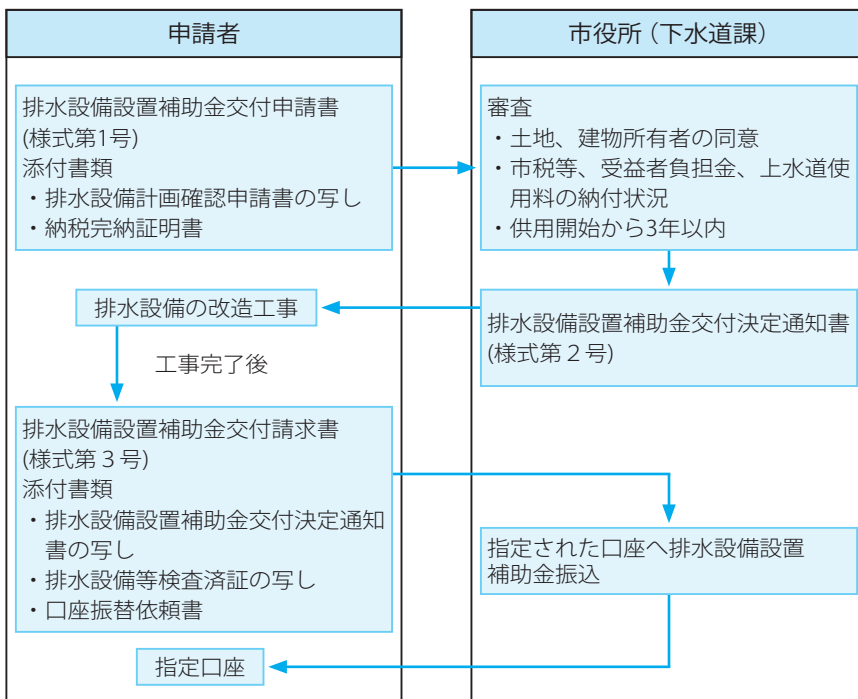 申請者
排水設備設置補助金交付申請書
(様式第1号)
添付書類
・排水設備計画確認申請書の写し
・納税完納証明書
市役所（下水道課）
審査
・土地、建物所有者の同意
・市税等、受益者負担金、上水道使
用料の納付状況
・供用開始から3年以内
排水設備設置補助金交付決定通知書
(様式第２号)
排水設備の改造工事
工事完了後
排水設備設置補助金交付請求書
(様式第３号)
添付書類
・排水設備設置補助金交付決定通知
書の写し
・排水設備等検査済証の写し
・口座振替依頼書
指定された口座へ排水設備設置
補助金振込
指定口座